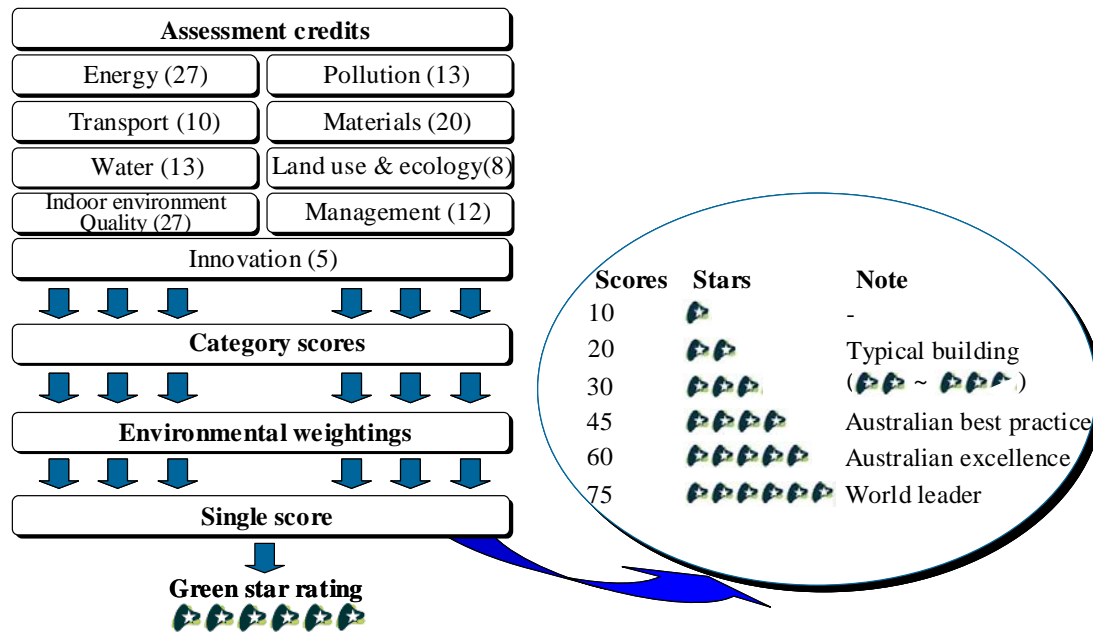 Assessment credits
Energy (27)
Pollution (13)
Transport (10)
Materials (20)
Water (13)
Land use & ecology(8)
Indoor environment
Quality (27)
Management (12)
Innovation (5)
Category scores
Environmental weightings
Single score
Green star rating
Scores Stars Note
10 -
20 Typical building
30 ( ~ )
45 Australian best practice
60 Australian excellence
75 World leader